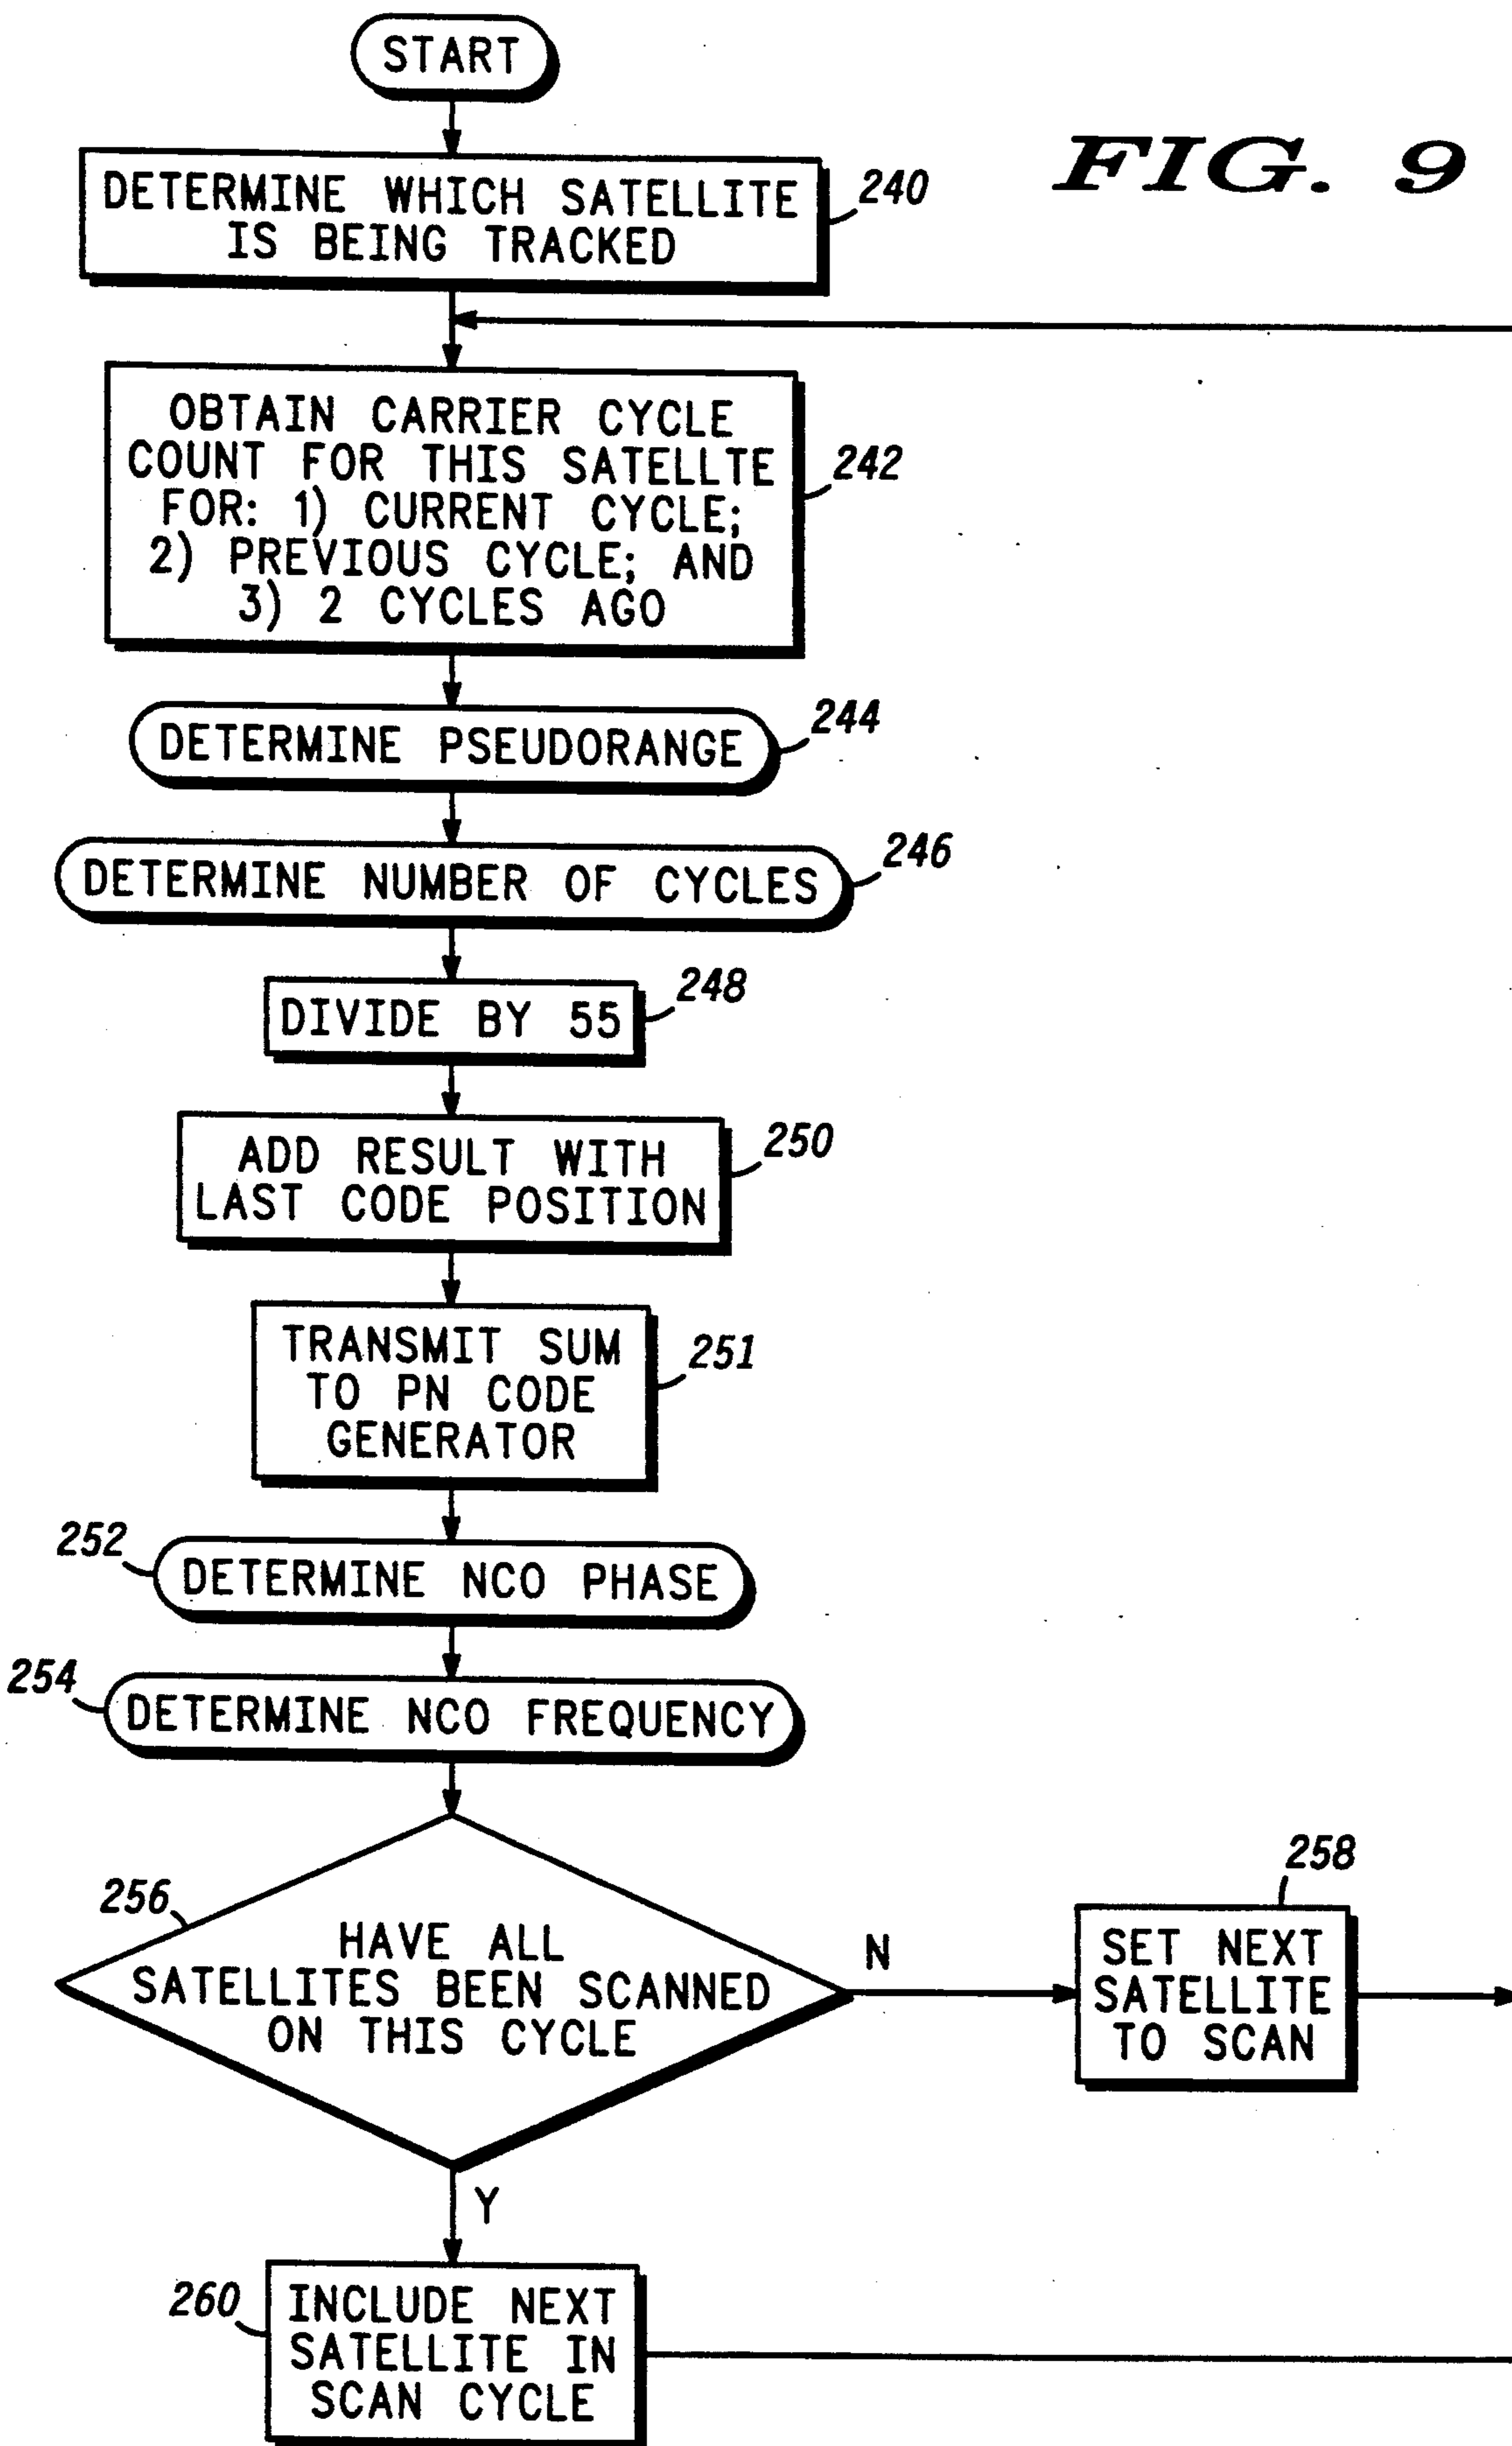 START
FIG. 9
DETERMINE WHICH SATELLITE
IS BEING TRACKED
240
OBTAIN CARRIER CYCLE
COUNT FOR THIS SATELLTE
FOR: 1) CURRENT CYCLE;
2) PREVIOUS CYCLE; AND
3) 2 CYCLES AGO
242
DETERMINE PSEUDORANGE
244
DETERMINE NUMBER OF CYCLES
246
DIVIDE BY 55
248
ADD RESULT WITH
LAST CODE POSITION
250
TRANSMIT SUM
TO PN CODE
GENERATOR
251
252
DETERMINE NCO PHASE
254
DETERMINE NCO FREQUENCY
256
HAVE ALL
SATELLITES BEEN SCANNED
ON THIS CYCLE
N
258
SET NEXT
SATELLITE
TO SCAN
Y
260
INCLUDE NEXT
SATELLITE IN
SCAN CYCLE